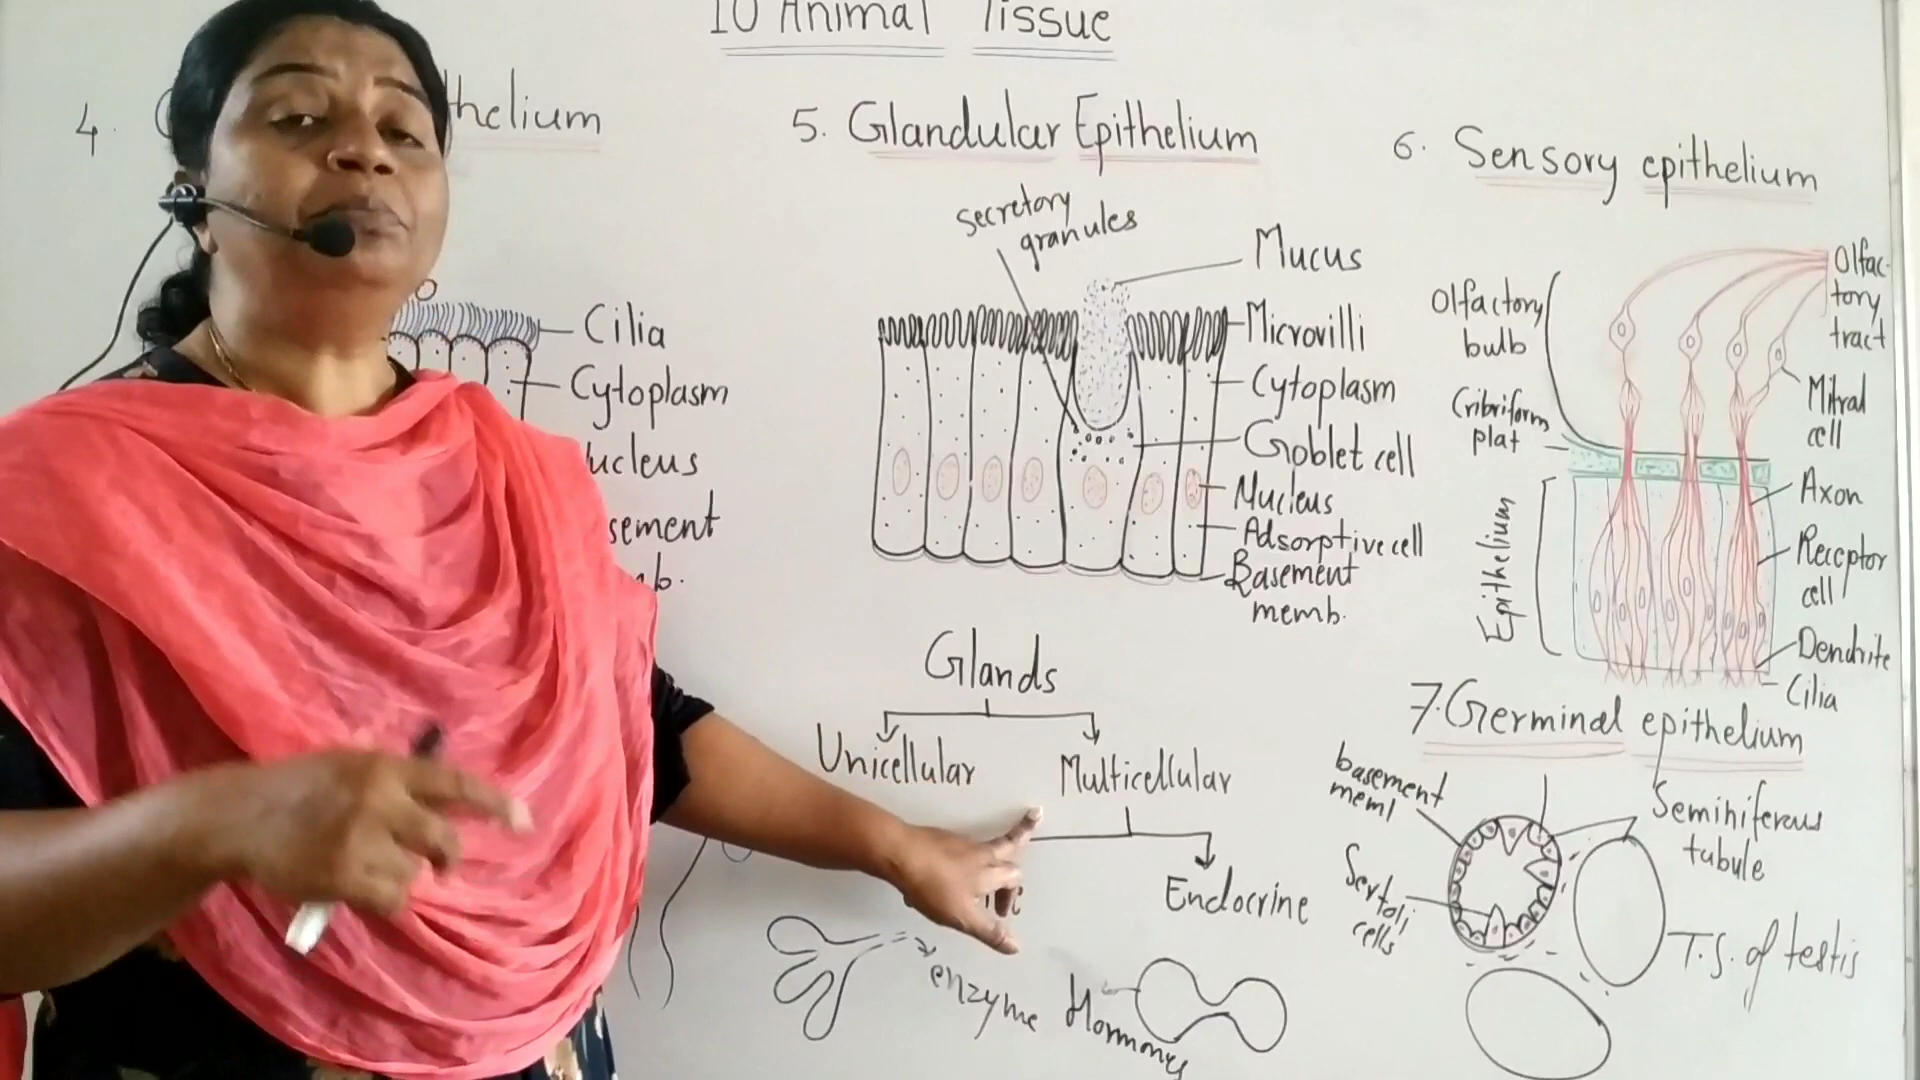 10 Animal Tissue
4.
thelium
Cilia
Cytoplasm
ucleus
sement
mb.
5. Glandular Epithelium
secretory
granules
Mucus
Microvilli
Cytoplasm
Goblet cell
Nucleus
Adsorptive cell
Basement
memb.
Glands
Unicellular
Multicellular
Endocrine
enzyme
Hormones
6. Sensory epithelium
Olfac-
tory
tract
Olfactory
bulb
Cribriform
plat
Mitral
cell
Epithelium
Axon
Receptor
cell
Dendrite
Cilia
7. Germinal epithelium
basement
meml
Semihiferous
tubule
Sertoli
cells
T.S. of testis